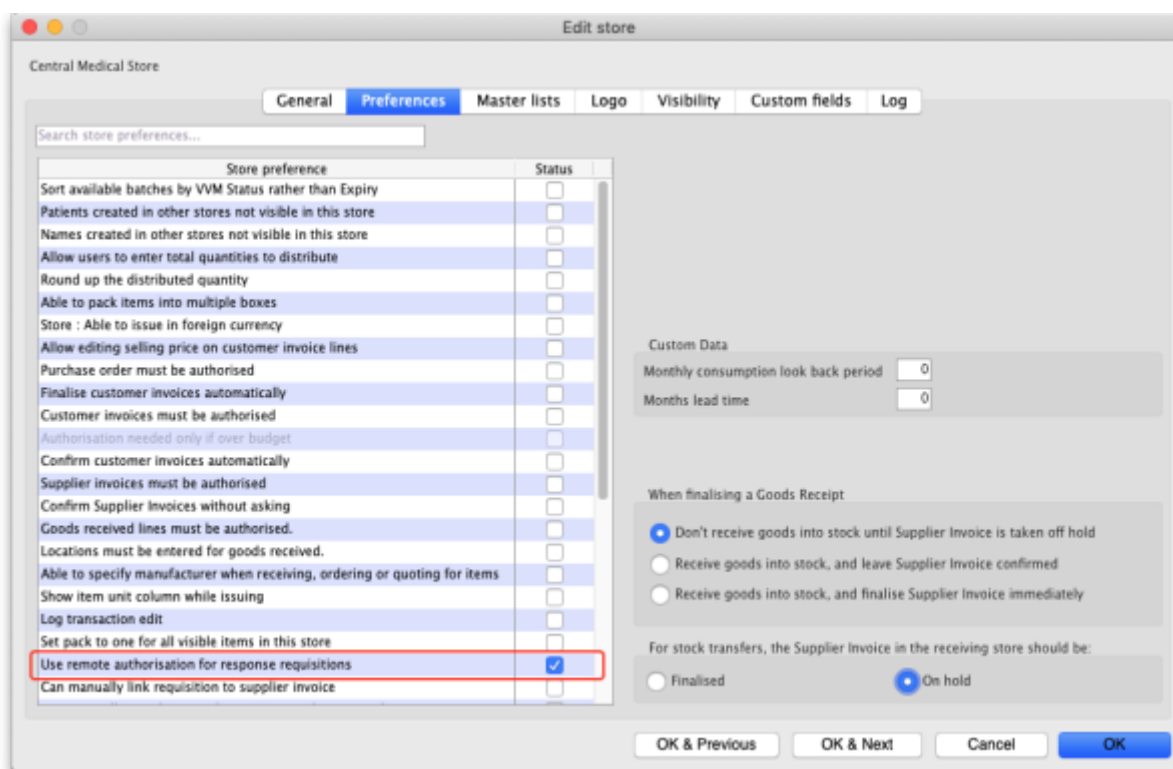 Edit store
Central Medical Store
General Preferences Master lists Logo Visibility Custom fields Log
Search store preferences...
Store preference Status
Sort available batches by VVM Status rather than Expiry
Patients created in other stores not visible in this store
Names created in other stores not visible in this store
Allow users to enter total quantities to distribute
Round up the distributed quantity
Able to pack items into multiple boxes
Store : Able to issue in foreign currency
Allow editing selling price on customer invoice lines
Purchase order must be authorised
Finalise customer invoices automatically
Customer invoices must be authorised
Authorisation needed only if over budget
Confirm customer invoices automatically
Supplier invoices must be authorised
Confirm Supplier Invoices without asking
Goods received lines must be authorised.
Locations must be entered for goods received.
Able to specify manufacturer when receiving, ordering or quoting for items
Show item unit column while issuing
Log transaction edit
Set pack to one for all visible items in this store
Use remote authorisation for response requisitions
Can manually link requisition to supplier invoice
Custom Data
Monthly consumption look back period 0
Months lead time 0
When finalising a Goods Receipt
Don't receive goods into stock until Supplier Invoice is taken off hold
Receive goods into stock, and leave Supplier Invoice confirmed
Receive goods into stock, and finalise Supplier Invoice immediately
For stock transfers, the Supplier Invoice in the receiving store should be:
Finalised On hold
OK & Previous OK & Next Cancel OK